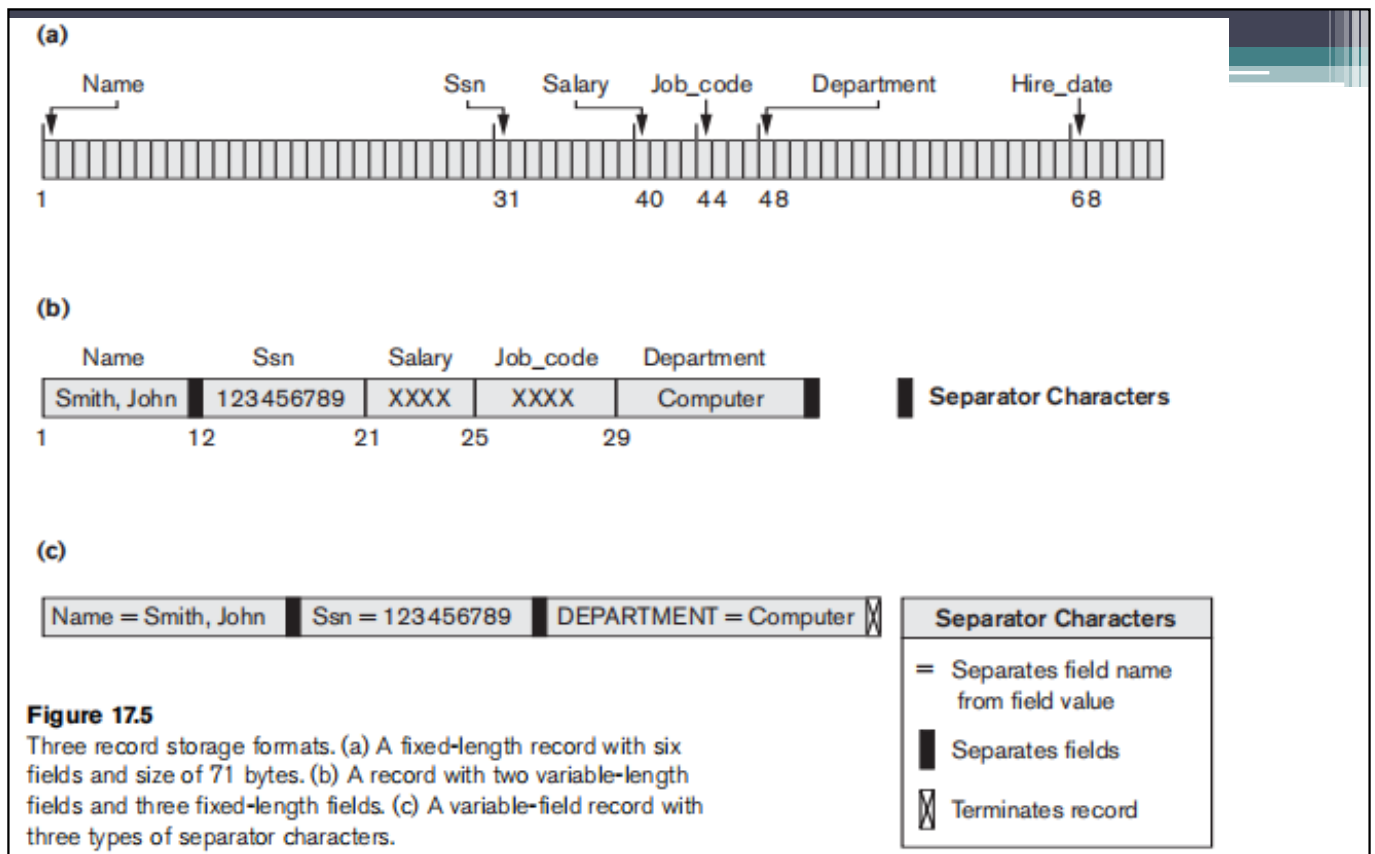 (a)
Name Ssn Salary Job_code Department Hire_date
1 31 40 44 48 68
(b)
Name Ssn Salary Job_code Department
Smith, John 123456789 XXXX XXXX Computer Separator Characters
1 12 21 25 29
(c)
Name = Smith, John Ssn = 123456789 DEPARTMENT = Computer
Separator Characters
= Separates field name
from field value
Separates fields
Terminates record
Figure 17.5
Three record storage formats. (a) A fixed-length record with six
fields and size of 71 bytes. (b) A record with two variable-length
fields and three fixed-length fields. (c) A variable-field record with
three types of separator characters.